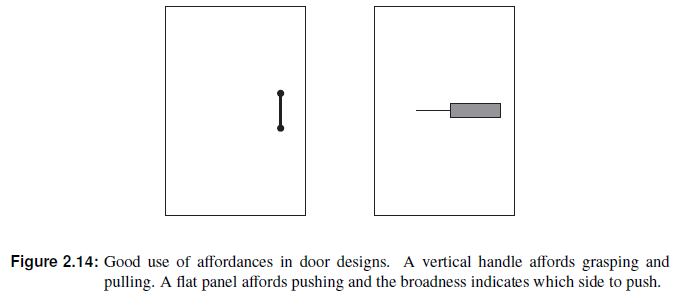 Figure 2.14: Good use of affordances in door designs. A vertical handle affords grasping and
pulling. A flat panel affords pushing and the broadness indicates which side to push.